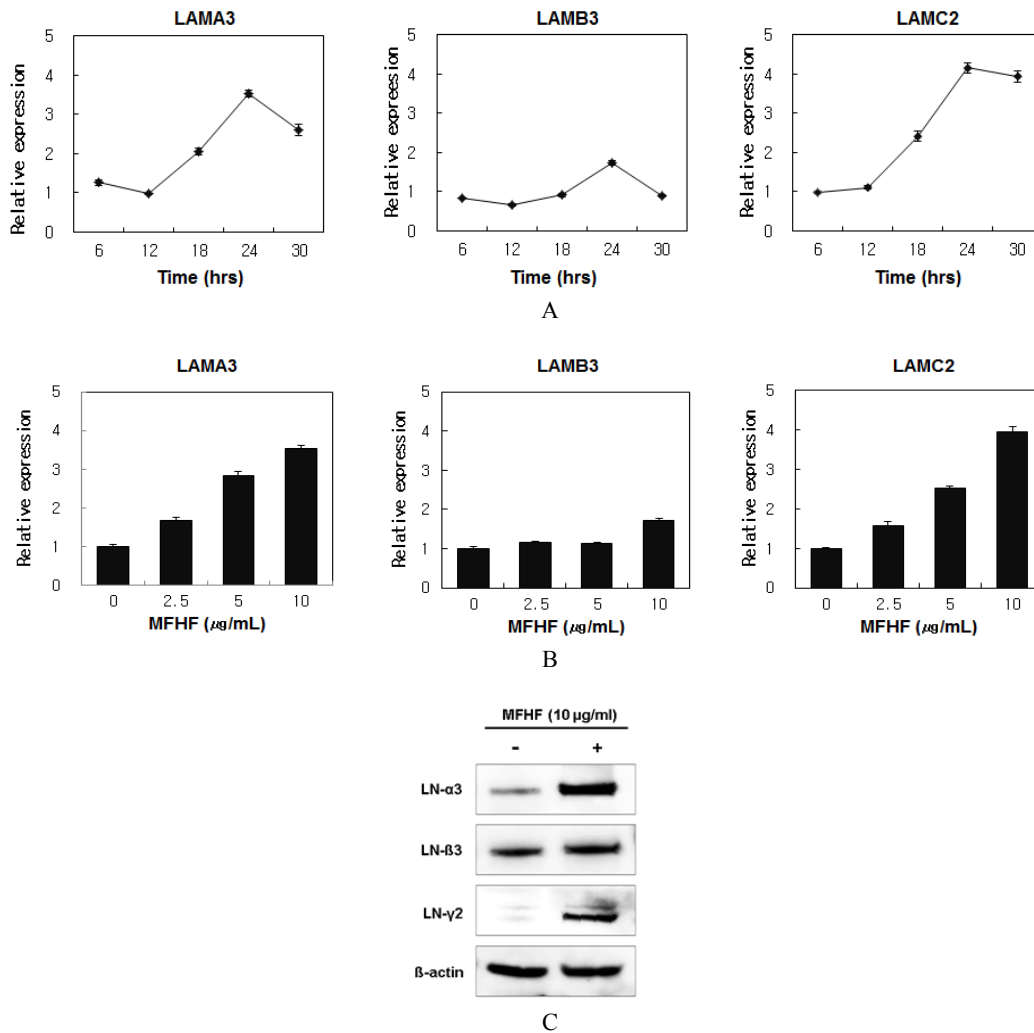 LAMA3 LAMB3 LAMC2
Relative expression
5
4
3
2
1
0
6 12 18 24 30
Time (hrs)
Relative expreesion
5
4
3
2
1
0
6 12 18 24 30
Time (hrs)
Relative expression
5
4
3
2
1
0
6 12 18 24 30
Time (hrs)
A
LAMA3 LAMB3 LAMC2
Relative expression
5
4
3
2
1
0
0 2.5 5 10
MFHF (㎍/mL)
Relative expression
5
4
3
2
1
0
0 2.5 5 10
MFHF (㎍/mL)
Relative expression
5
4
3
2
1
0
0 2.5 5 10
MFHF (㎍/mL)
B
MFHF (10 µg/ml)
- +
LN-α3
LN-ß3
LN-γ2
ß-actin
C